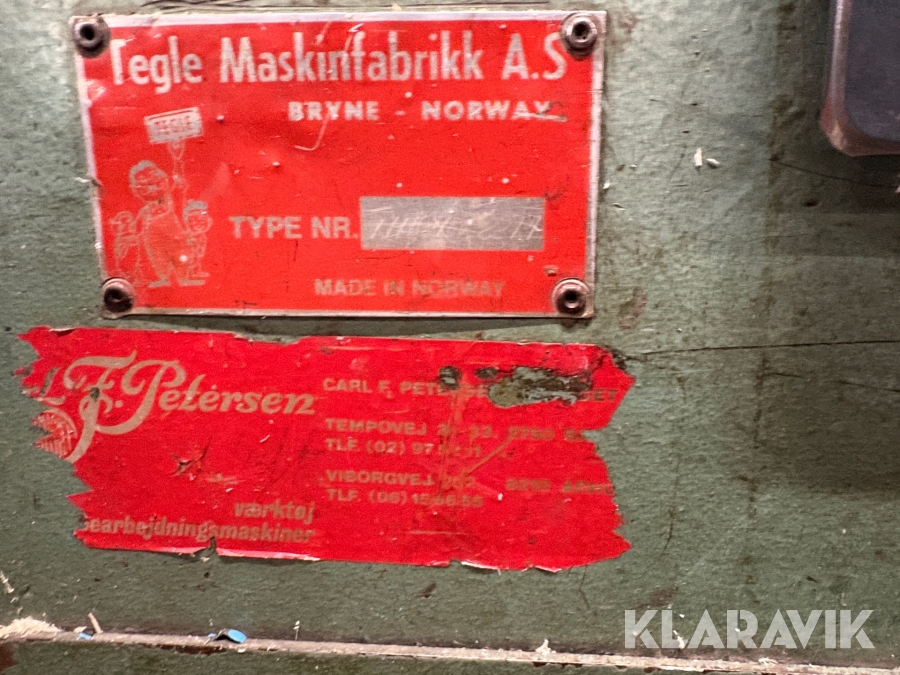 Tegle Maskinfabrikk A.S
BRYNE - NORWAY
TEGLE
TYPE NR.
MADE IN NORWAY
F. Petersen
CARL F.
TEMPOVEJ
TLF. (02)
VIBORGVEJ
TLF. (06)
værktøj
bearbejdningsmaskiner
KLARAVIK